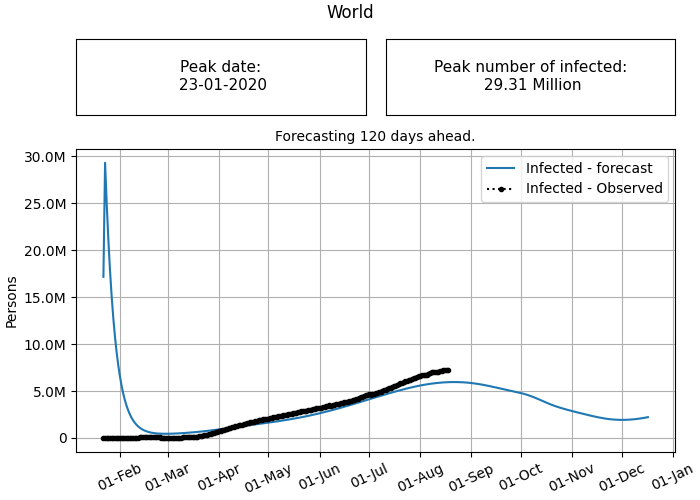 World
Peak date:
23-01-2020
Peak number of infected:
29.31 Million
Forecasting 120 days ahead.
Infected - forecast
Infected - Observed
Persons
30.0M
25.0M
20.0M
15.0M
10.0M
5.0M
0
01-Feb
01-Mar
01-Apr
01-May
01-Jun
01-Jul
01-Aug
01-Sep
01-Oct
01-Nov
01-Dec
01-Jan